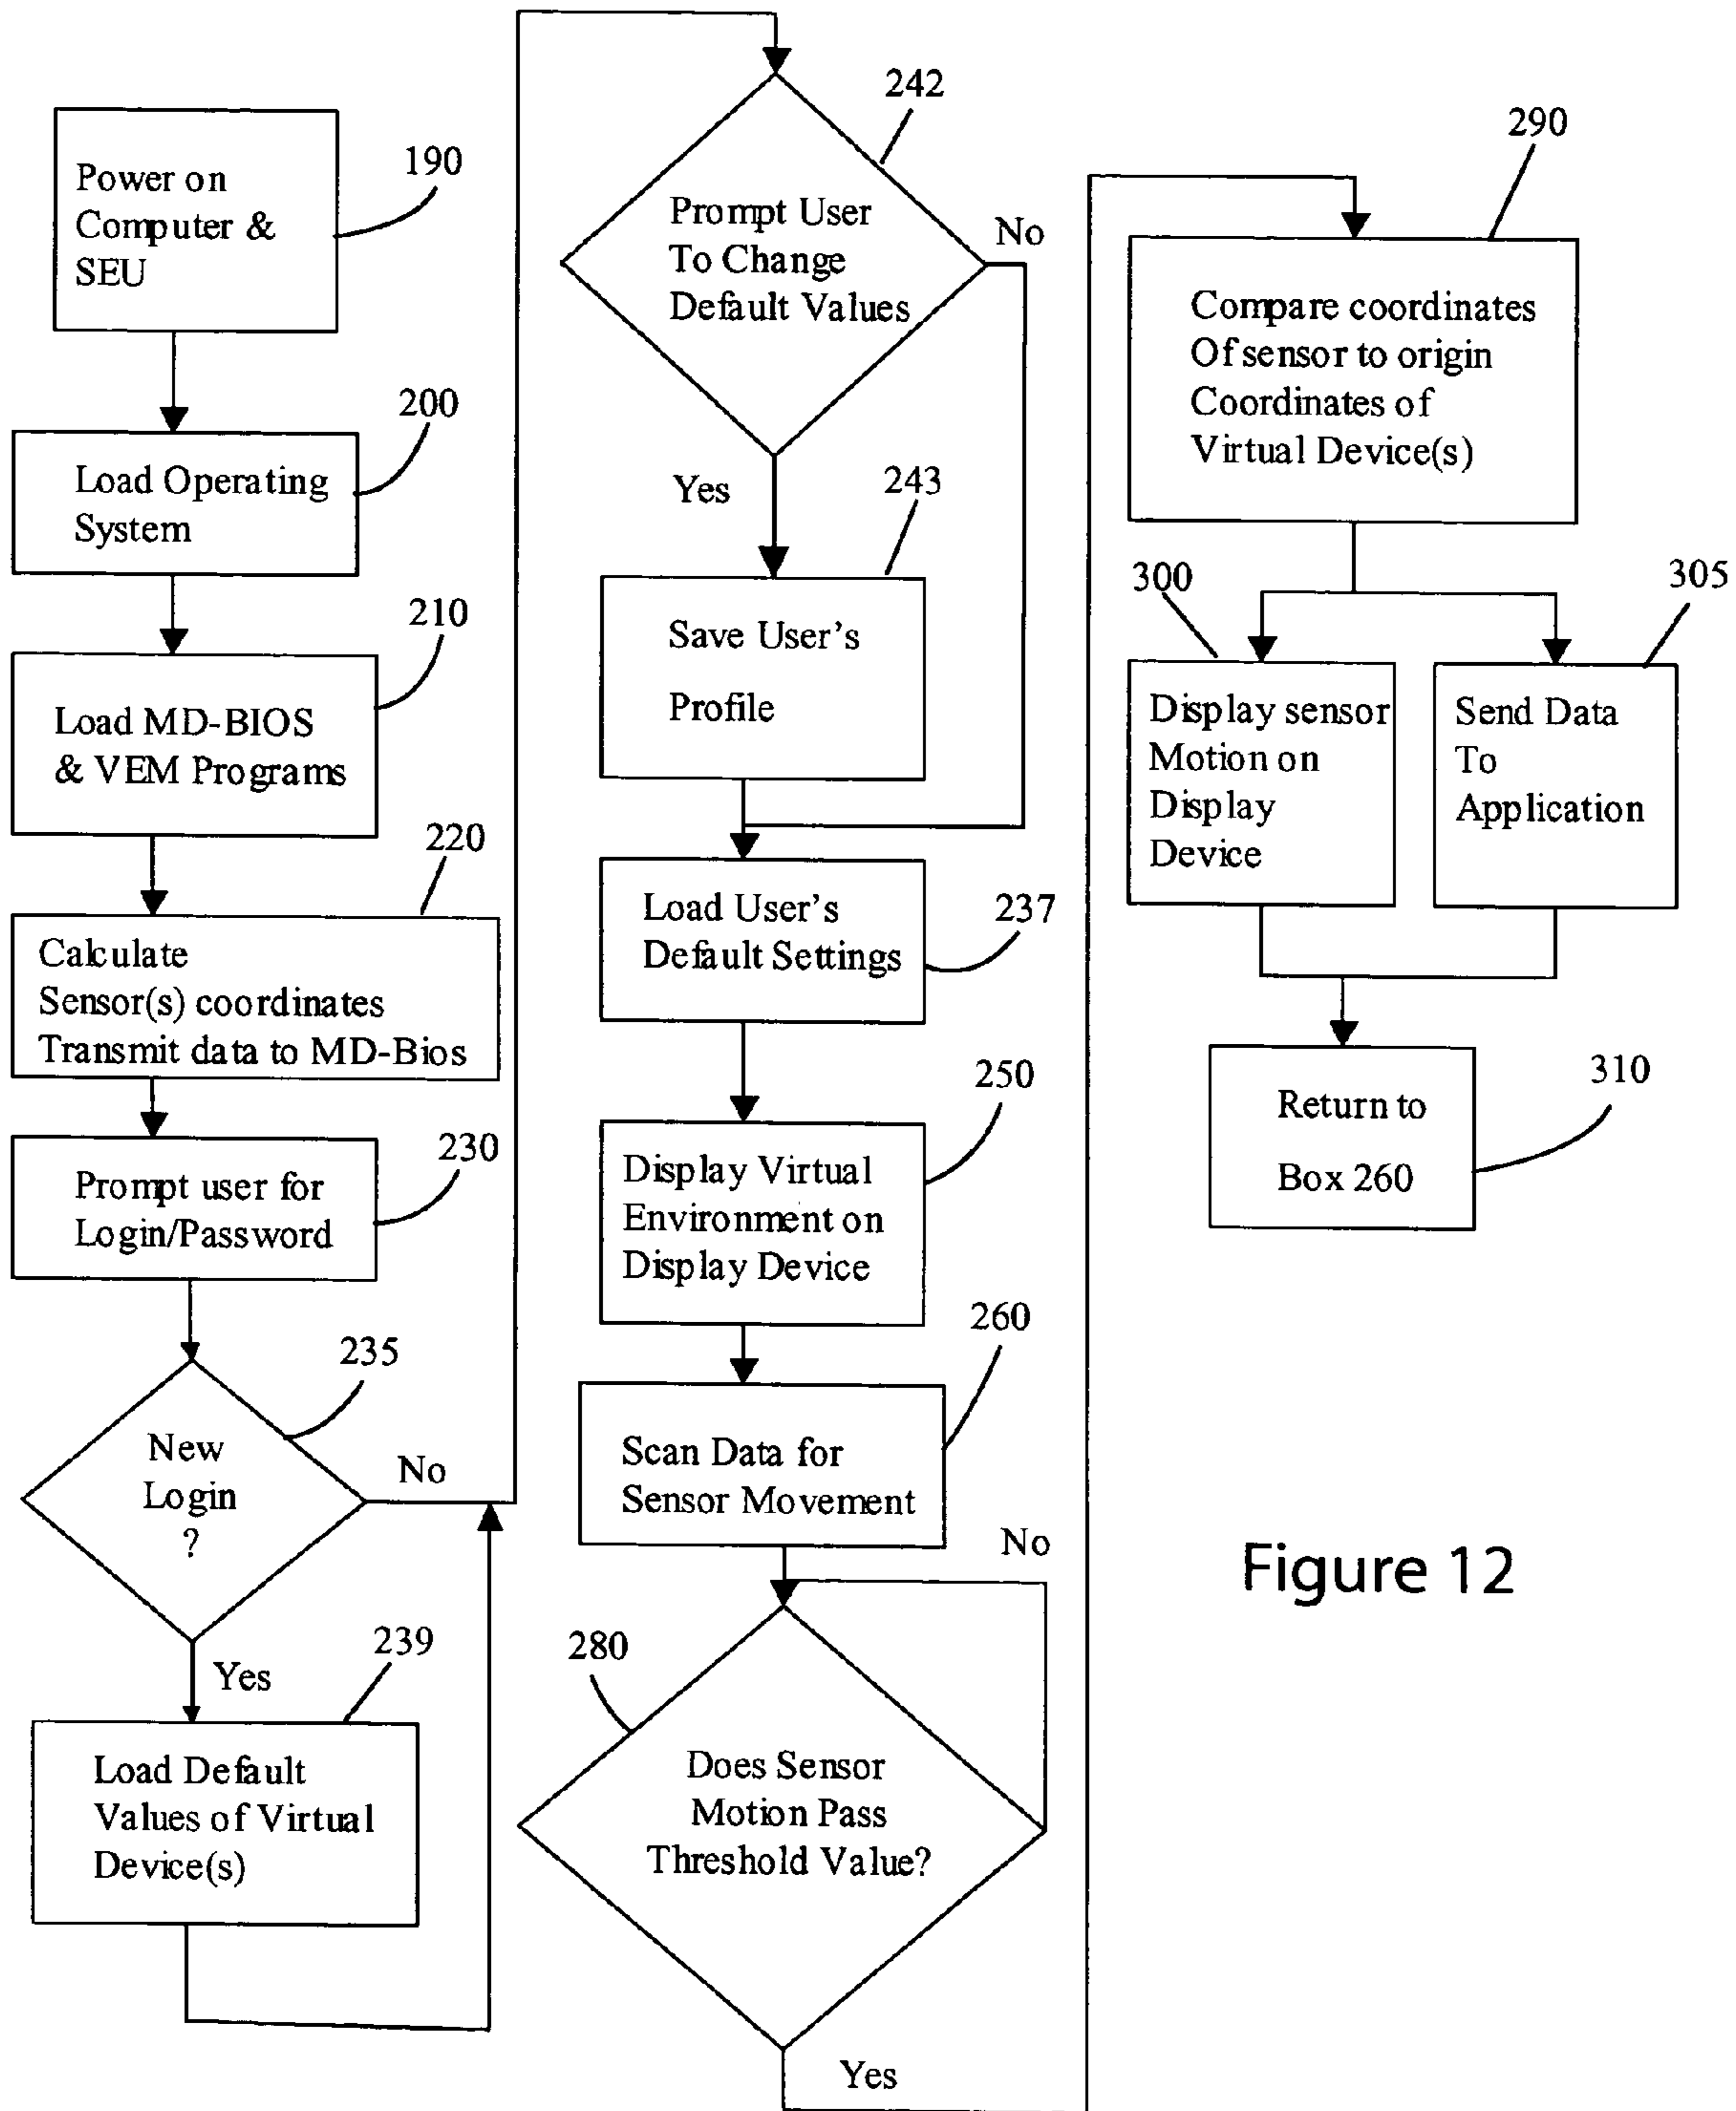 190
Power on
Computer &
SEU
200
Load Operating
System
210
Load MD-BIOS
& VEM Programs
220
Calculate
Sensor(s) coordinates
Transmit data to MD-Bios
230
Prompt user for
Login/Password
235
New
Login
?
No
Yes
239
Load Default
Values of Virtual
Device(s)
242
Prompt User
To Change
Default Values
No
Yes
243
Save User's
Profile
Load User's
Default Settings
237
250
Display Virtual
Environment on
Display Device
260
Scan Data for
Sensor Movement
No
280
Does Sensor
Motion Pass
Threshold Value?
Yes
290
Compare coordinates
Of sensor to origin
Coordinates of
Virtual Device(s)
300
305
Display sensor
Motion on
Display
Device
Send Data
To
Application
310
Return to
Box 260
Figure 12